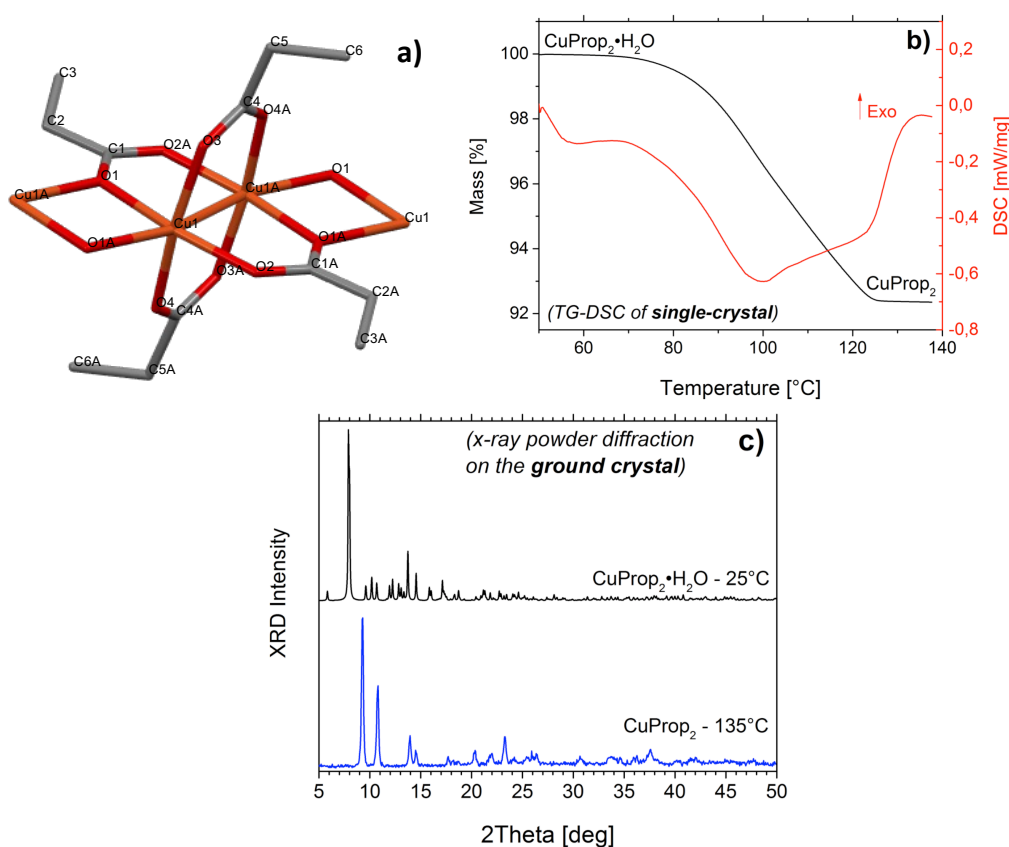 a)
C5
C6
C3
C4
O4A
C2
O3
C1
O2A
O1
O1
Cu1A
Cu1A
Cu1
Cu1
O1A
O1A
O2
C1A
O3A
C2A
O4
C4A
C3A
C6A
C5A
b)
CuProp2•H2O
Exo
CuProp2
(TG-DSC of single-crystal)
Mass [%]
100
98
96
94
92
DSC [mW/mg]
0,2
0,0
-0,2
-0,4
-0,6
-0,8
60 80 100 120 140
Temperature [°C]
c)
(x-ray powder diffraction
on the ground crystal)
CuProp2•H2O - 25°C
CuProp2 - 135°C
XRD Intensity
5 10 15 20 25 30 35 40 45 50
2Theta [deg]